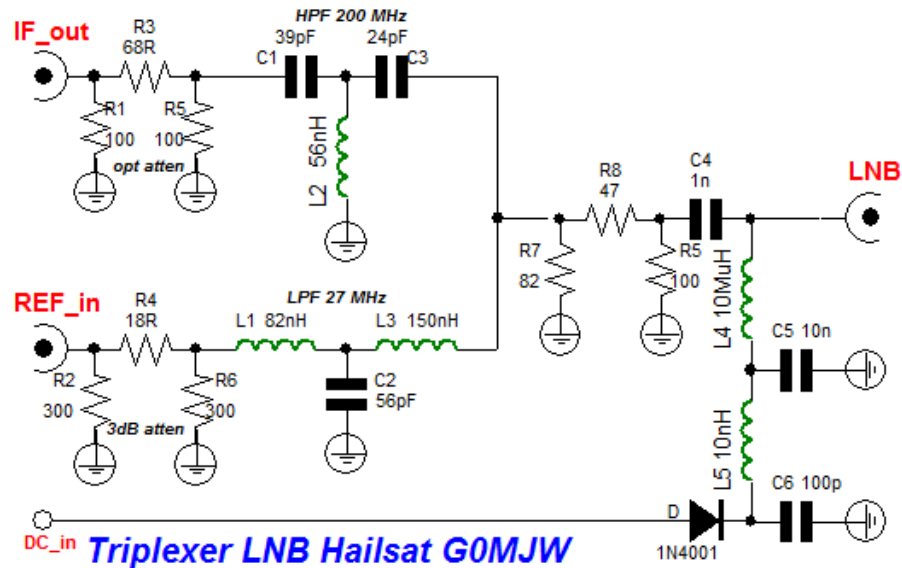 HPF 200 MHz
IF_out
R3
68R
39pF
24pF
C1
C3
R1
100
R5
100
opt atten
L2 56nH
R8
47
C4
1n
LNB
R7
82
R5
100
L4 10MuH
C5 10n
LPF 27 MHz
REF_in
R4
18R
L1 82nH
L3 150nH
R2
300
R6
300
3dB atten
C2
56pF
L5 10nH
C6 100p
D
1N4001
DC_in
Triplexer LNB Hailsat G0MJW